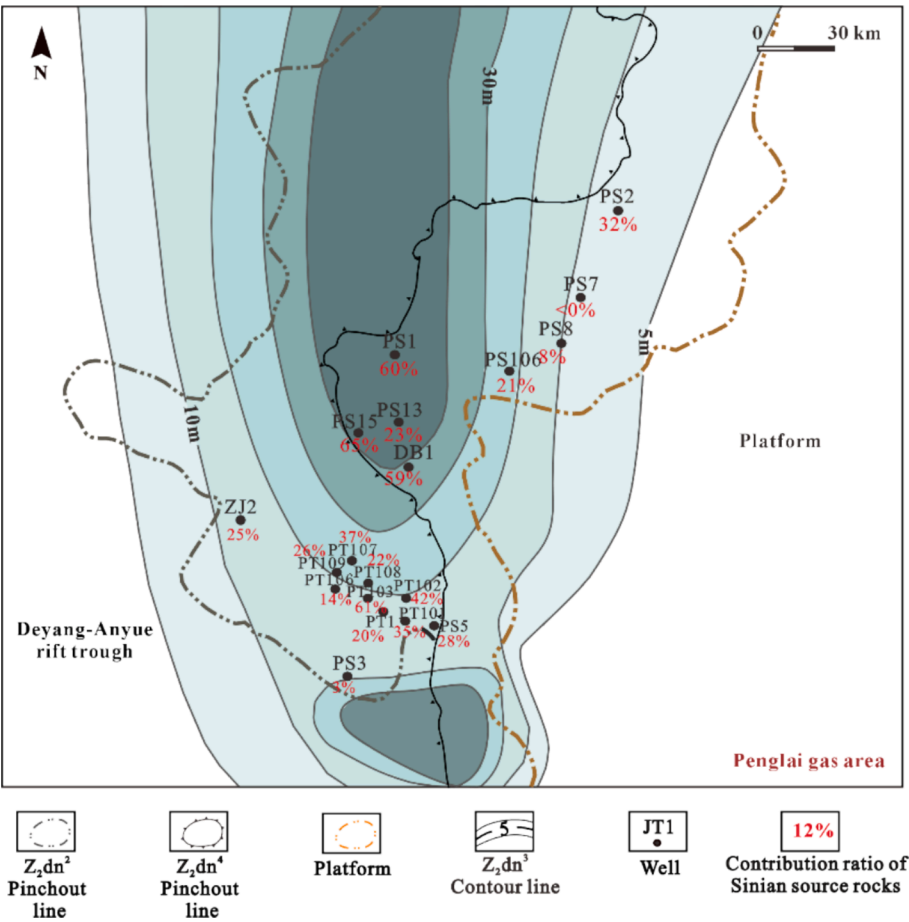 0 30 km
N
30m
PS2
32%
PS7
<0%
PS8
8%
5m
PS1
60%
PS106
21%
PS13
23%
PS15
65%
10m
DB1
59%
Platform
ZJ2
25%
37%
PT107
26%
22%
PT109
PT108
PT106
PT102
14%
PT103
42%
61%
PT101
PT1
PS5
20%
35%
28%
Deyang-Anyue
rift trough
PS3
3%
Penglai gas area
Z₂dn²
Pinchout
line
Z₂dn⁴
Pinchout
line
Platform
5
Z₂dn³
Contour line
JT1
Well
12%
Contribution ratio of
Sinian source rocks